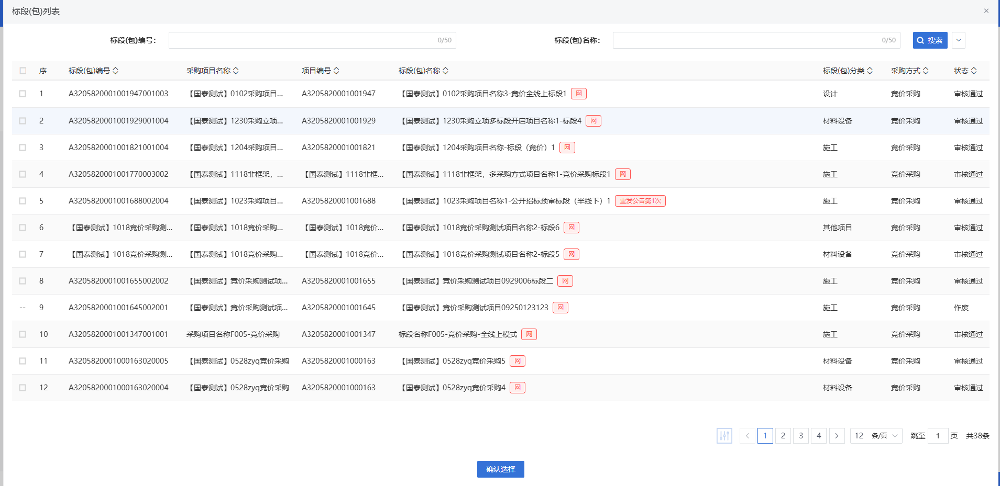 标段(包)列表
标段(包)编号： 0/50 标段(包)名称： 0/50 搜索
序 标段(包)编号 采购项目名称 项目编号 标段(包)名称 标段(包)分类 采购方式 状态
1 A3205820001001947001003 【国泰测试】0102采购项目... A3205820001001947 【国泰测试】0102采购项目名称3-竞价全线上标段1 网 设计 竞价采购 审核通过
2 A3205820001001929001004 【国泰测试】1230采购立项... A3205820001001929 【国泰测试】1230采购立项多标段开启项目名称1-标段4 网 材料设备 竞价采购 审核通过
3 A3205820001001821001004 【国泰测试】1204采购项目... A3205820001001821 【国泰测试】1204采购项目名称-标段（竞价）1 网 施工 竞价采购 审核通过
4 A3205820001001770003002 【国泰测试】1118非框架，... 【国泰测试】1118非框... 【国泰测试】1118非框架，多采购方式项目名称1-竞价采购标段1 网 施工 竞价采购 审核通过
5 A3205820001001688002004 【国泰测试】1023采购项目... A3205820001001688 【国泰测试】1023采购项目名称1-公开招标预审标段（半线下）1 重发公告第1次 施工 竞价采购 审核通过
6 【国泰测试】1018竞价采购测... 【国泰测试】1018竞价采购... 【国泰测试】1018竞价... 【国泰测试】1018竞价采购测试项目名称2-标段6 网 其他项目 竞价采购 审核通过
7 【国泰测试】1018竞价采购测... 【国泰测试】1018竞价采购... 【国泰测试】1018竞价... 【国泰测试】1018竞价采购测试项目名称2-标段5 网 材料设备 竞价采购 审核通过
8 A3205820001001655002002 【国泰测试】竞价采购测试项... A3205820001001655 【国泰测试】竞价采购测试项目0929006标段二 网 施工 竞价采购 审核通过
-- 9 A3205820001001645002001 【国泰测试】竞价采购测试项... A3205820001001645 【国泰测试】竞价采购测试项目09250123123 网 施工 竞价采购 作废
10 A3205820001001347001001 采购项目名称F005-竞价采购 A3205820001001347 标段名称F005-竞价采购-全线上模式 网 施工 竞价采购 审核通过
11 A3205820001000163020005 【国泰测试】0528zyq竞价采购 A3205820001000163 【国泰测试】0528zyq竞价采购5 网 材料设备 竞价采购 审核通过
12 A3205820001000163020004 【国泰测试】0528zyq竞价采购 A3205820001000163 【国泰测试】0528zyq竞价采购4 网 材料设备 竞价采购 审核通过
1 2 3 4 12 条/页 跳至 1 页 共38条
确认选择